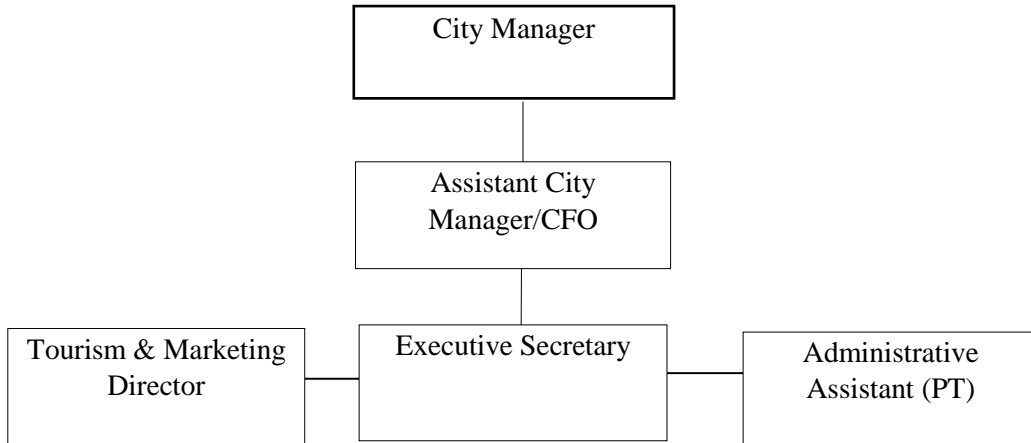 City Manager
Assistant City
Manager/CFO
Tourism & Marketing
Director
Executive Secretary
Administrative
Assistant (PT)